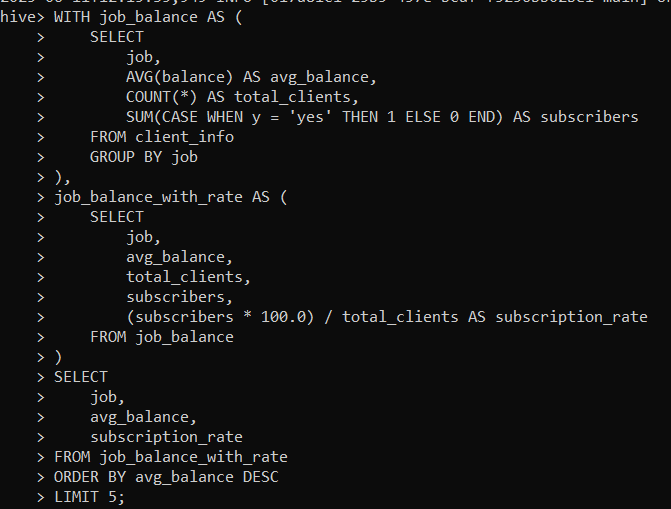 hive> WITH job_balance AS (
    >     SELECT
    >         job,
    >         AVG(balance) AS avg_balance,
    >         COUNT(*) AS total_clients,
    >         SUM(CASE WHEN y = 'yes' THEN 1 ELSE 0 END) AS subscribers
    >     FROM client_info
    >     GROUP BY job
    > ),
    > job_balance_with_rate AS (
    >     SELECT
    >         job,
    >         avg_balance,
    >         total_clients,
    >         subscribers,
    >         (subscribers * 100.0) / total_clients AS subscription_rate
    >     FROM job_balance
    > )
    > SELECT
    >     job,
    >     avg_balance,
    >     subscription_rate
    > FROM job_balance_with_rate
    > ORDER BY avg_balance DESC
    > LIMIT 5;